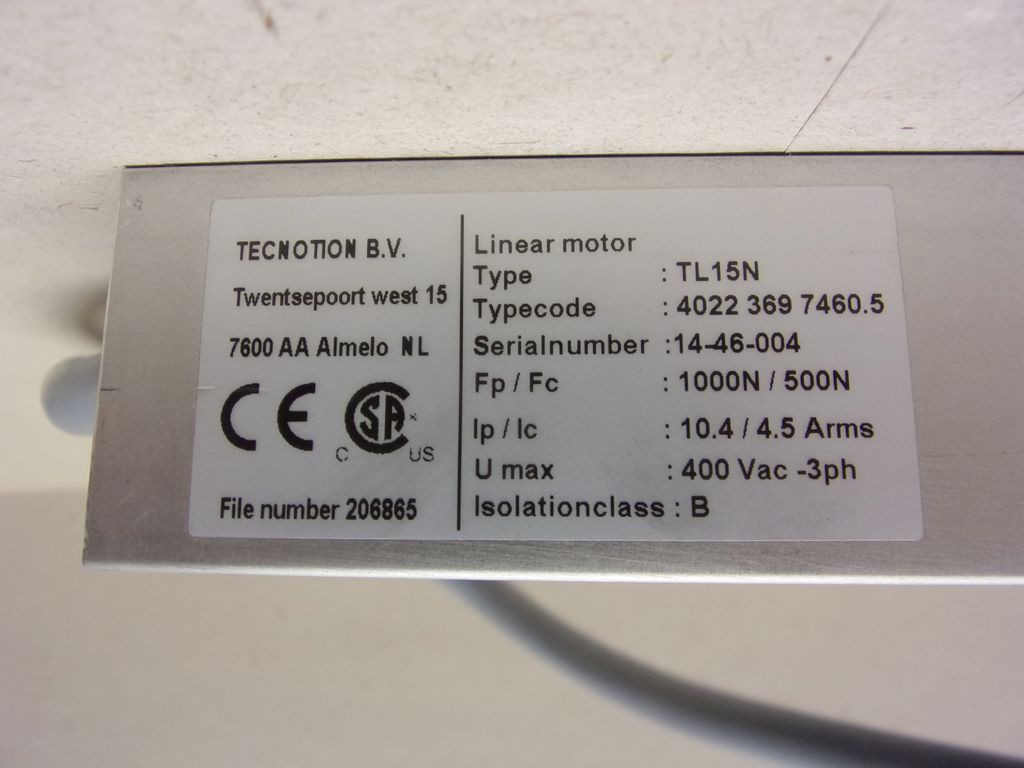 TECNOTION B.V.
Twentsepoort west 15
7600 AA Almelo NL
CE
C SA US
File number 206865
Linear motor
Type : TL15N
Typecode : 4022 369 7460.5
Serialnumber :14-46-004
Fp / Fc : 1000N / 500N
Ip / Ic : 10.4 / 4.5 Arms
U max : 400 Vac -3ph
Isolationclass : B